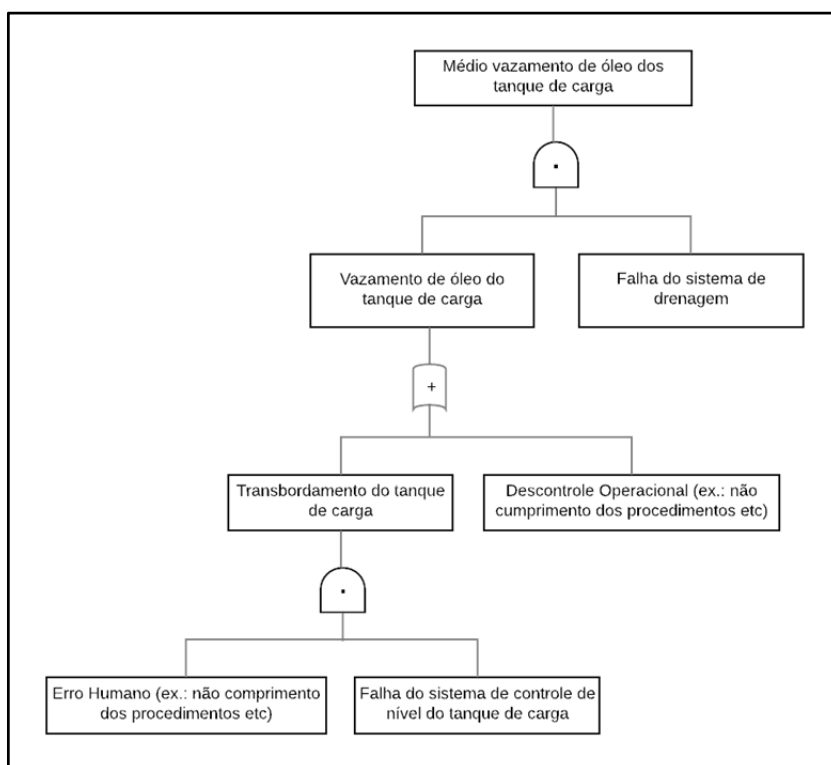 Médio vazamento de óleo dos
tanque de carga
.
Vazamento de óleo do
tanque de carga
Falha do sistema de
drenagem
+
Transbordamento do tanque
de carga
Descontrole Operacional (ex.: não
cumprimento dos procedimentos etc)
.
Erro Humano (ex.: não comprimento
dos procedimentos etc)
Falha do sistema de controle de
nível do tanque de carga